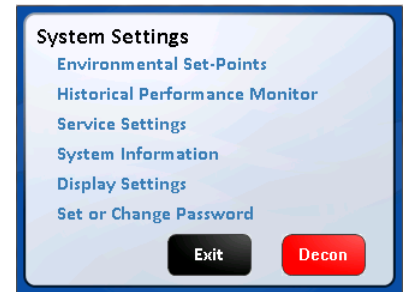 System Settings
Environmental Set-Points
Historical Performance Monitor
Service Settings
System Information
Display Settings
Set or Change Password
Exit Decon